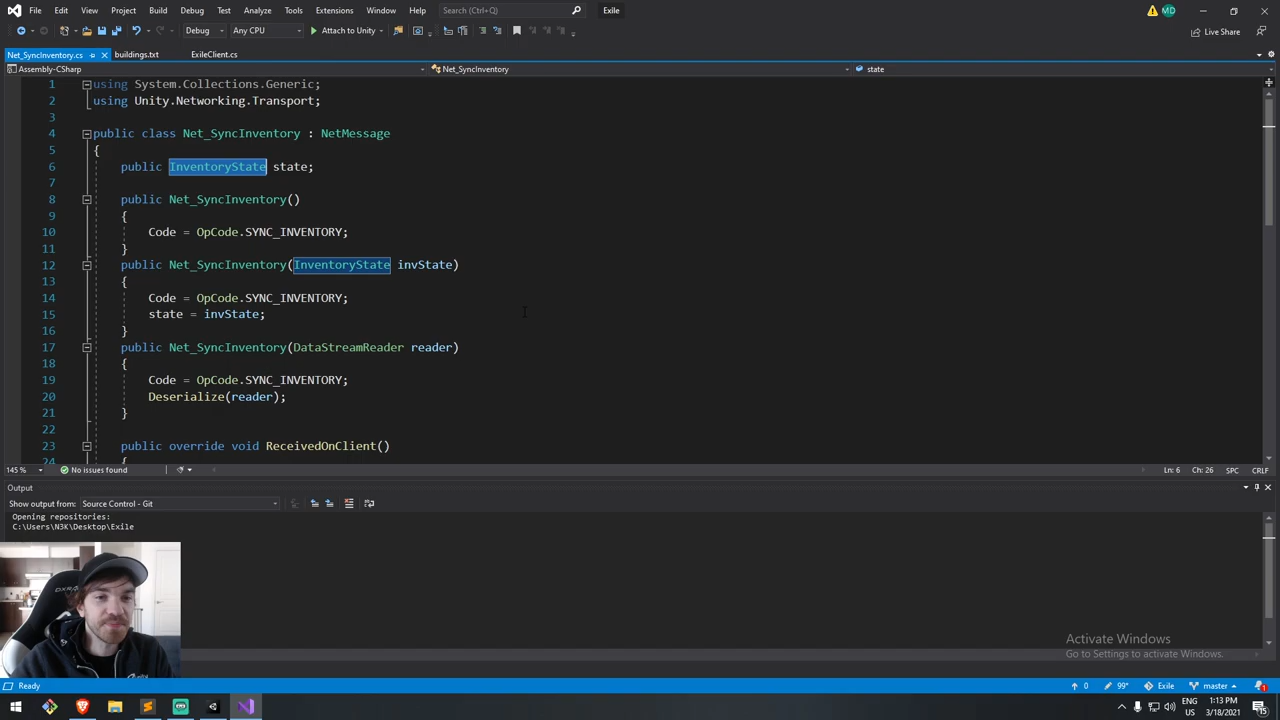 File Edit View Project Build Debug Test Analyze Tools Extensions Window Help Search (Ctrl+Q) Exile MD
Debug Any CPU Attach to Unity Live Share
Net_SyncInventory.cs buildings.txt ExileClient.cs
Assembly-CSharp Net_SyncInventory state
1 using System.Collections.Generic;
2 using Unity.Networking.Transport;
3
4 public class Net_SyncInventory : NetMessage
5 {
6 public InventoryState state;
7
8 public Net_SyncInventory()
9 {
10 Code = OpCode.SYNC_INVENTORY;
11 }
12 public Net_SyncInventory(InventoryState invState)
13 {
14 Code = OpCode.SYNC_INVENTORY;
15 state = invState;
16 }
17 public Net_SyncInventory(DataStreamReader reader)
18 {
19 Code = OpCode.SYNC_INVENTORY;
20 Deserialize(reader);
21 }
22
23 public override void ReceivedOnClient()
24 {
145 % No issues found Ln: 6 Ch: 26 SPC CRLF
Output
Show output from: Source Control - Git
Opening repositories:
C:\Users\N3K\Desktop\Exile
DXR
Activate Windows
Go to Settings to activate Windows.
Ready 0 99* Exile master 1
ENG 1:13 PM
US 3/18/2021 15